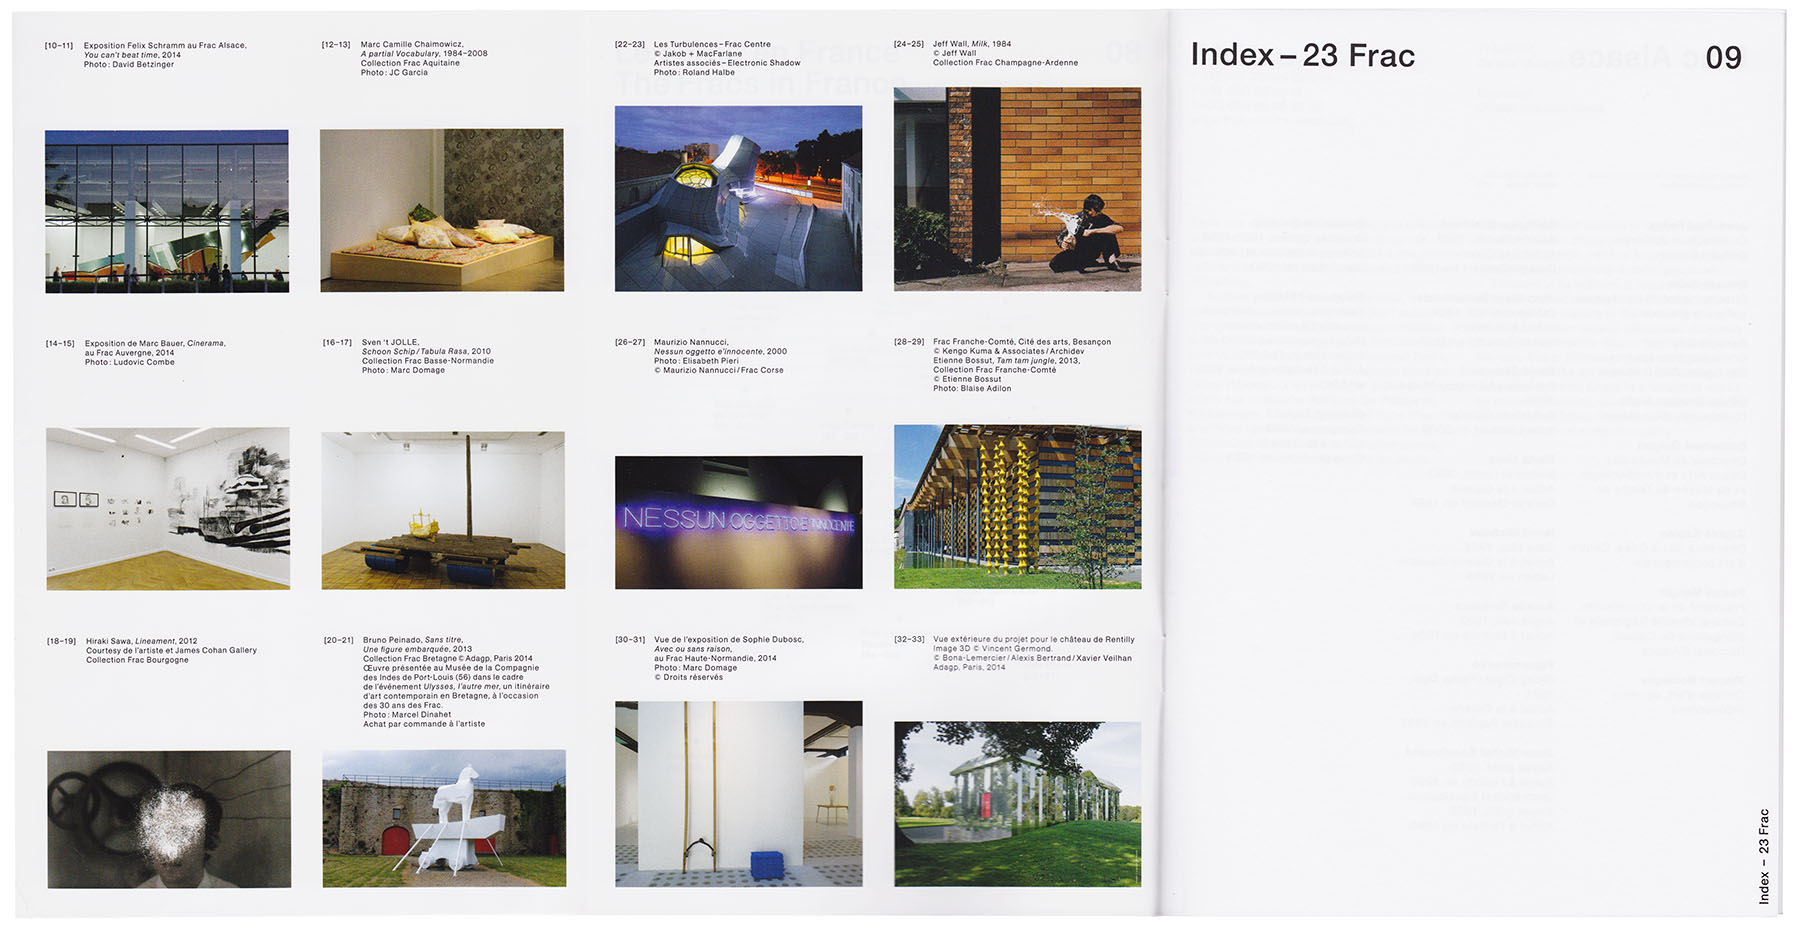 [10–11] Exposition Felix Schramm au Frac Alsace,
You can't beat time, 2014
Photo : David Betzinger
[12–13] Marc Camille Chaimowicz,
A partial Vocabulary, 1984–2008
Collection Frac Aquitaine
Photo : JC Garcia
[22–23] Les Turbulences – Frac Centre
© Jakob + MacFarlane
Artistes associés – Electronic Shadow
Photo : Roland Halbe
[24–25] Jeff Wall, Milk, 1984
© Jeff Wall
Collection Frac Champagne-Ardenne
[14–15] Exposition de Marc Bauer, Cinerama,
au Frac Auvergne, 2014
Photo : Ludovic Combe
[16–17] Sven 't JOLLE,
Schoon Schip / Tabula Rasa, 2010
Collection Frac Basse-Normandie
Photo : Marc Domage
[26–27] Maurizio Nannucci,
Nessun oggetto e'innocente, 2000
Photo : Elisabeth Pieri
© Maurizio Nannucci / Frac Corse
[28–29] Frac Franche-Comté, Cité des arts, Besançon
© Kengo Kuma & Associates / Archidev
Etienne Bossut, Tam tam jungle, 2013,
Collection Frac Franche-Comté
© Etienne Bossut
Photo: Blaise Adilon
NESSUN OGGETTO E' INNOCENTE
[18–19] Hiraki Sawa, Lineament, 2012
Courtesy de l'artiste et James Cohan Gallery
Collection Frac Bourgogne
[20–21] Bruno Peinado, Sans titre,
Une figure embarquée, 2013
Collection Frac Bretagne © Adagp, Paris 2014
Œuvre présentée au Musée de la Compagnie
des Indes de Port-Louis (56) dans le cadre
de l'événement Ulysses, l'autre mer, un itinéraire
d'art contemporain en Bretagne, à l'occasion
des 30 ans des Frac.
Photo : Marcel Dinahet
Achat par commande à l'artiste
[30–31] Vue de l'exposition de Sophie Dubosc,
Avec ou sans raison,
au Frac Haute-Normandie, 2014
Photo : Marc Domage
© Droits réservés
[32–33] Vue extérieure du projet pour le château de Rentilly
Image 3D © Vincent Germond.
© Bona-Lemercier / Alexis Bertrand / Xavier Veilhan
Adagp, Paris, 2014
Index – 23 Frac
09
Index – 23 Frac